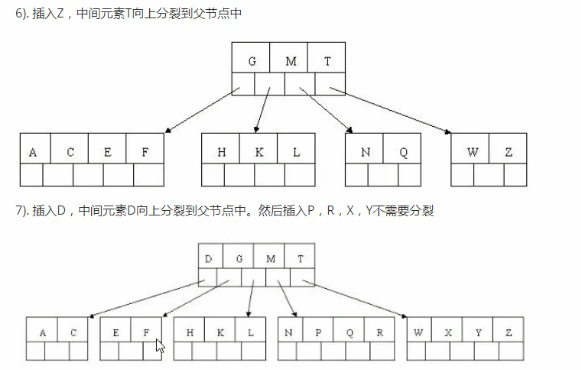 6). 插入Z，中间元素T向上分裂到父节点中
G M T
A C E F H K L N Q W Z
7). 插入D，中间元素D向上分裂到父节点中。然后插入P，R，X，Y不需要分裂
D G M T
A C E F H K L N P Q R W X Y Z